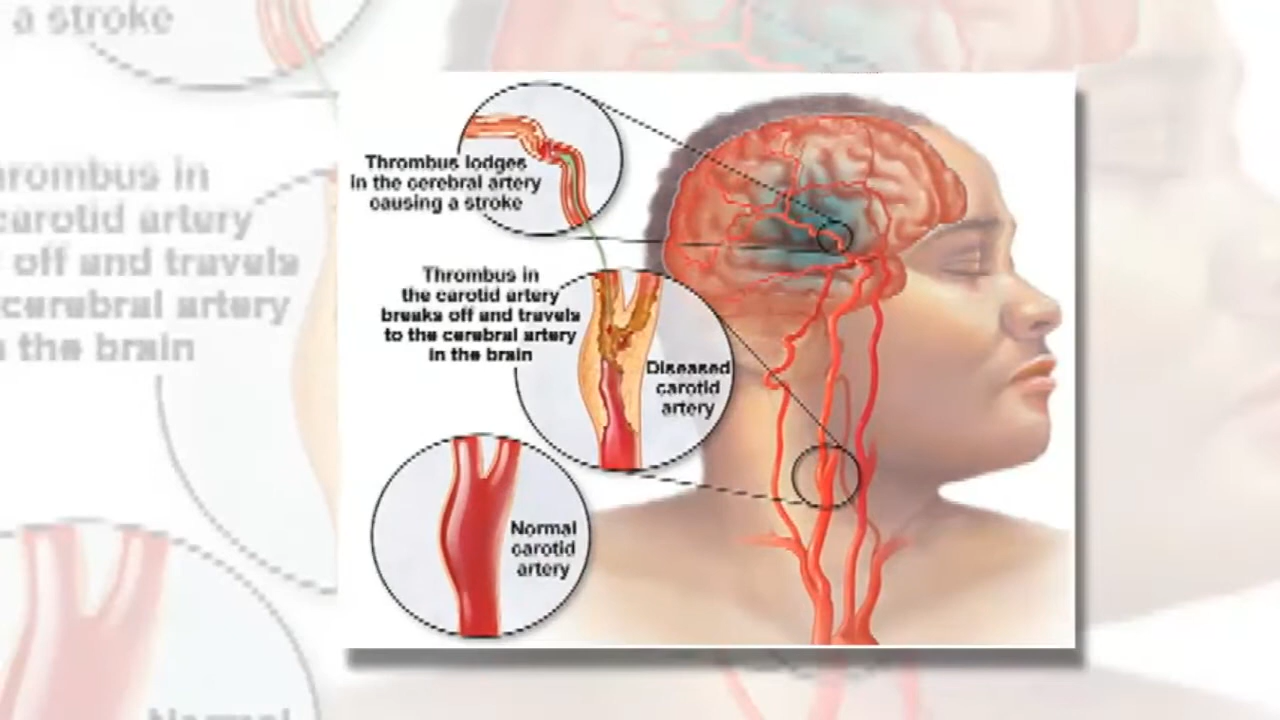 a stroke
hrombus in
carotid artery
off and travels
cerebral artery
the brain
Normal
Thrombus lodges
in the cerebral artery
causing a stroke
Thrombus in
the carotid artery
breaks off and travels
to the cerebral artery
in the brain
Diseased
carotid
artery
Normal
carotid
artery